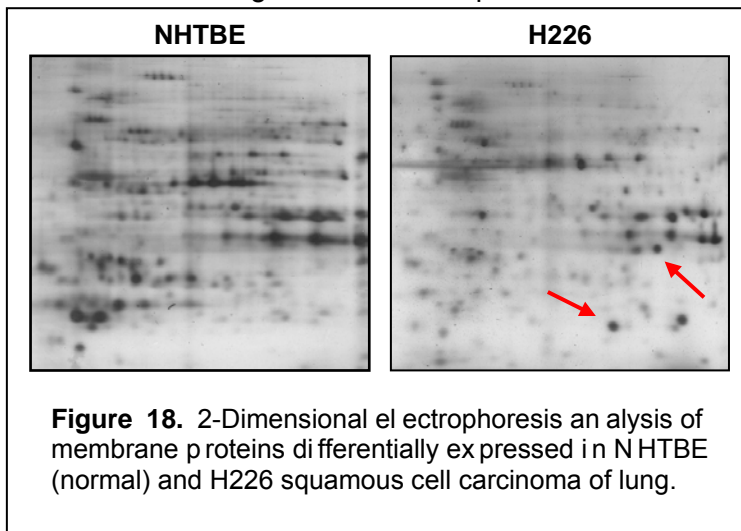 NHTBE H226
Figure 18. 2-Dimensional el ectrophoresis an alysis of
membrane p roteins di fferentially ex pressed i n N HTBE
(normal) and H226 squamous cell carcinoma of lung.